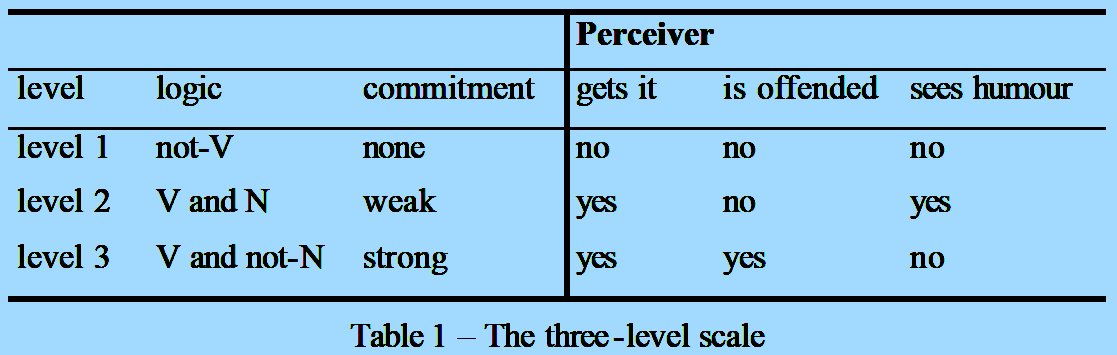 Perceiver
level logic commitment gets it is offended sees humour
level 1 not-V none no no no
level 2 V and N weak yes no yes
level 3 V and not-N strong yes yes no
Table 1 – The three-level scale